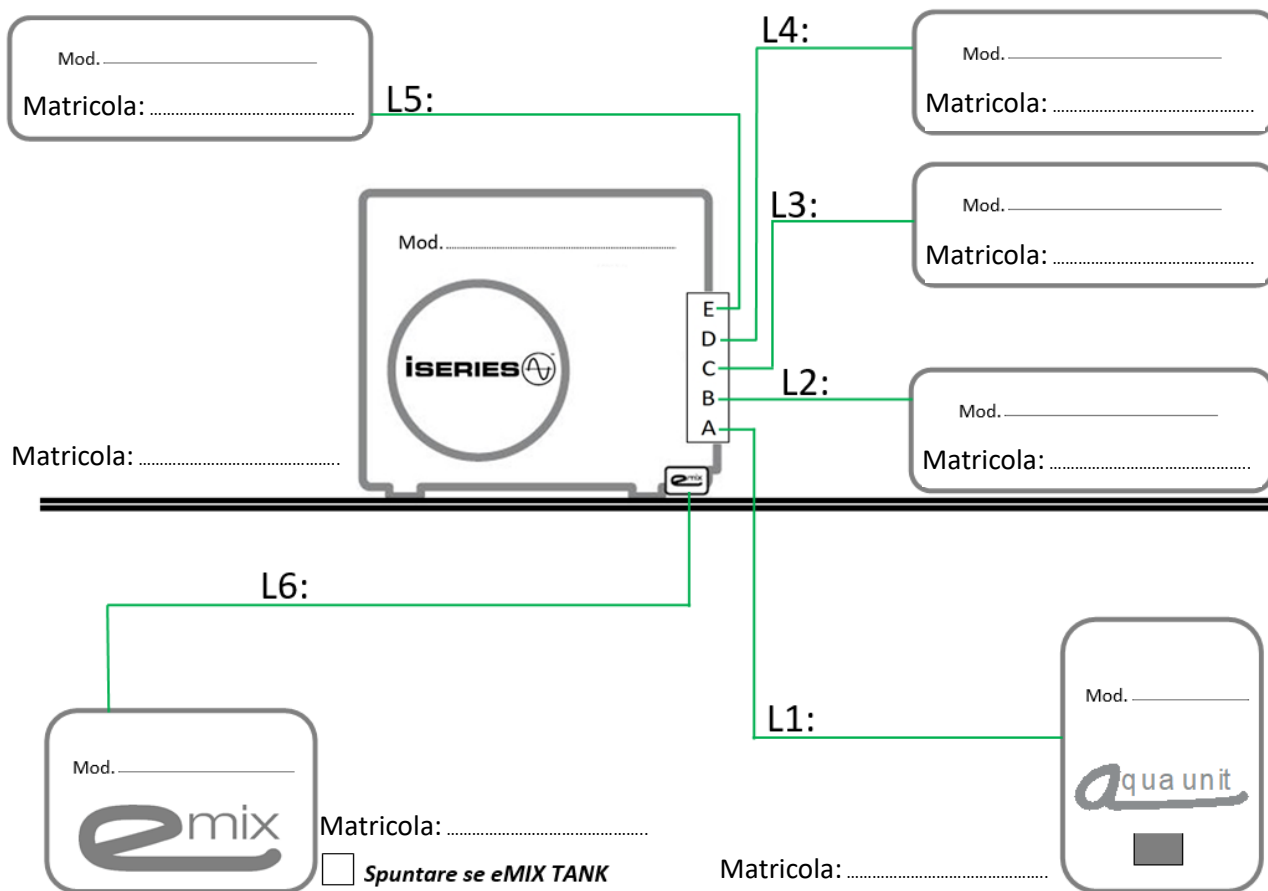 L4:
Mod.
Matricola:
L5:
Mod.
Matricola:
L3:
Mod.
Matricola:
Mod.
iSERIES
E
D
C
B
A
L2:
Mod.
Matricola:
Matricola:
emix
L6:
L1:
Mod.
aqua unit
Mod.
emix
Matricola:
Spuntare se eMIX TANK
Matricola: